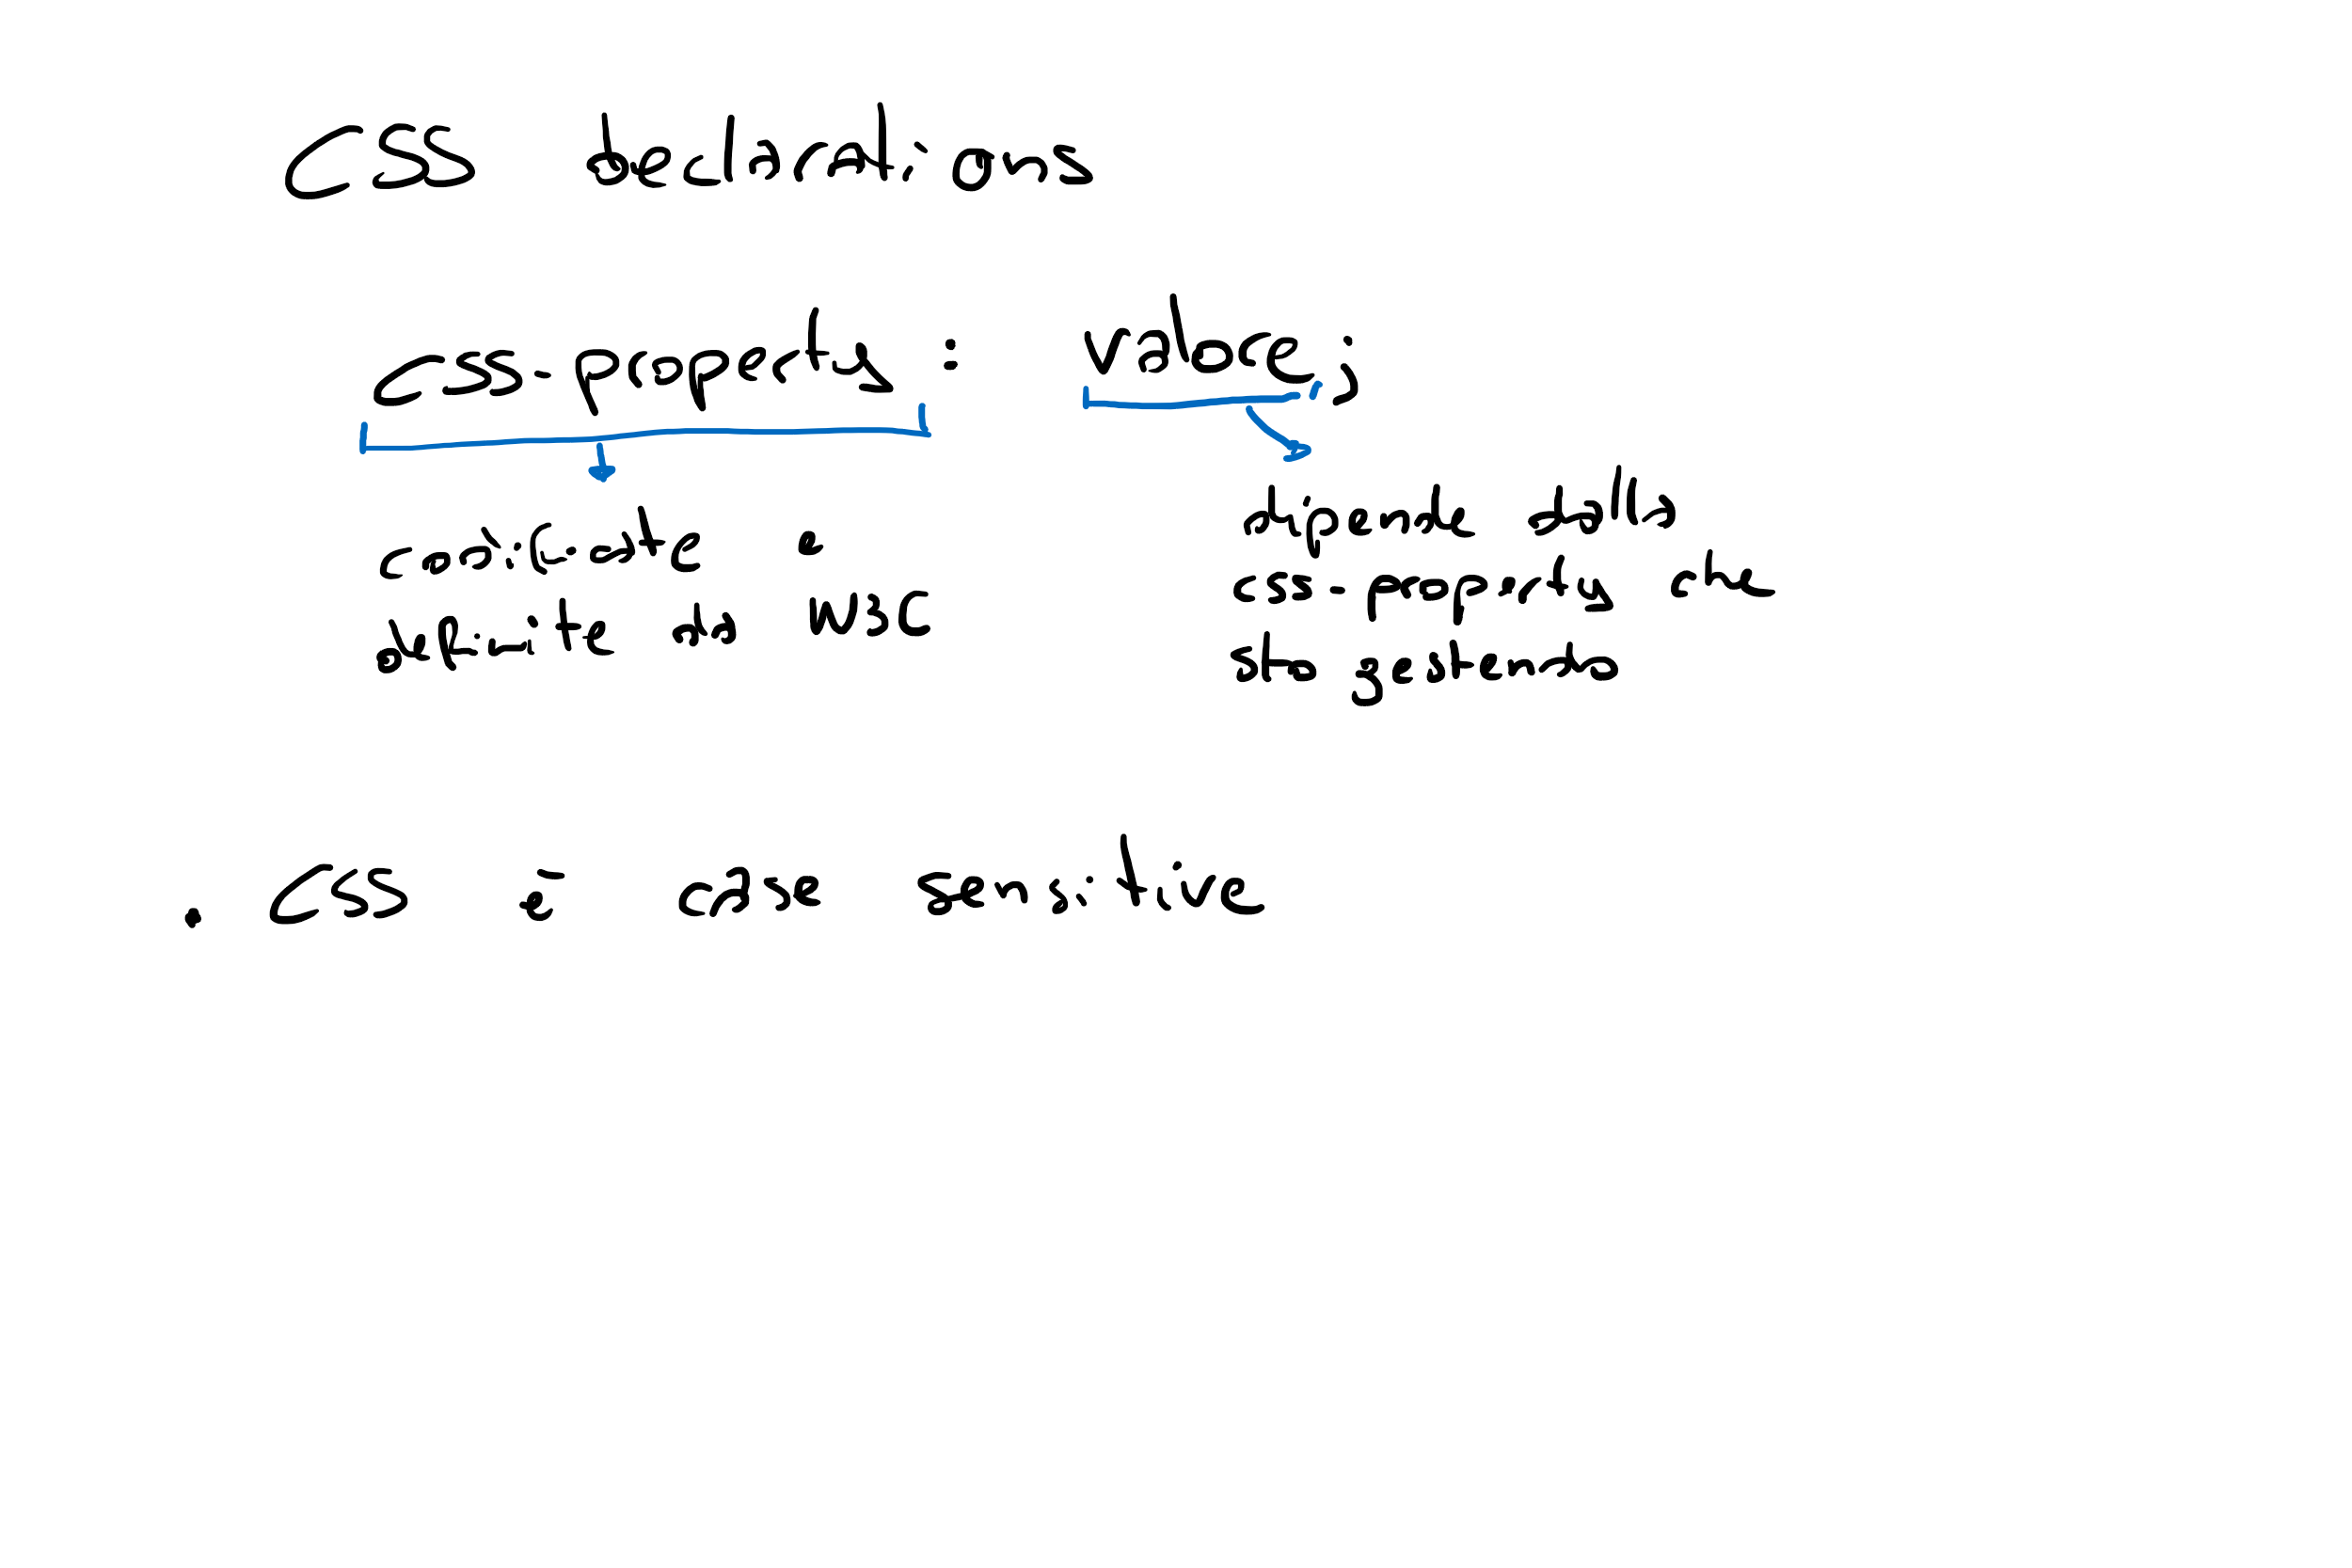 CSS declarations
css-property: valore;
codificate e
definite da W3C
dipende dalla
css-property che
sto gestendo
. CSS è case sensitive